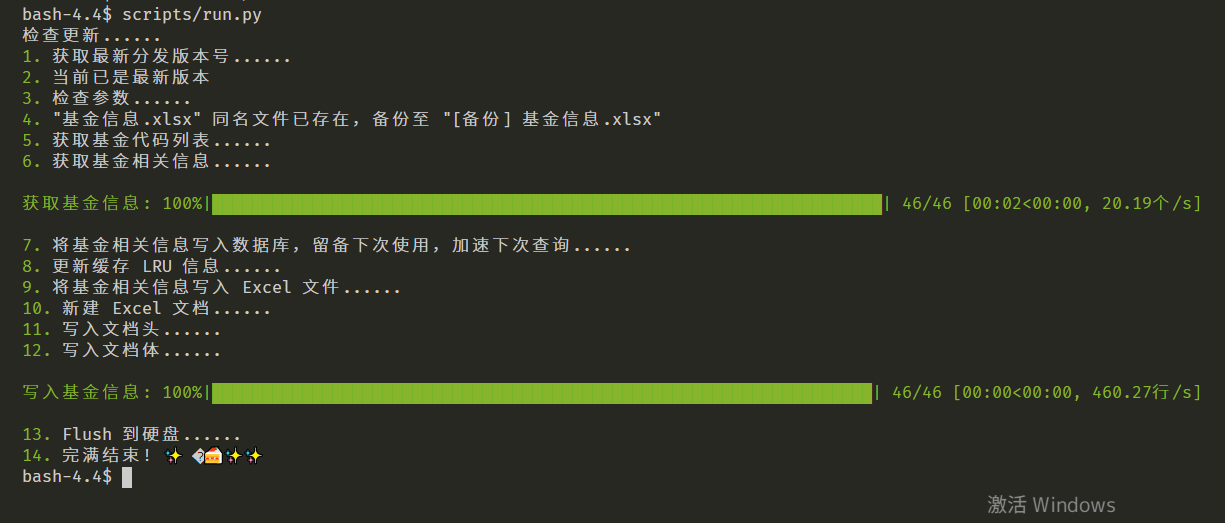 bash-4.4$ scripts/run.py
检查更新......
1. 获取最新分发版本号......
2. 当前已是最新版本
3. 检查参数......
4. "基金信息.xlsx" 同名文件已存在，备份至 "[备份] 基金信息.xlsx"
5. 获取基金代码列表......
6. 获取基金相关信息......
获取基金信息: 100%| | 46/46 [00:02<00:00, 20.19个/s]
7. 将基金相关信息写入数据库，留备下次使用，加速下次查询......
8. 更新缓存 LRU 信息......
9. 将基金相关信息写入 Excel 文件......
10. 新建 Excel 文档......
11. 写入文档头......
12. 写入文档体......
写入基金信息: 100%| | 46/46 [00:00<00:00, 460.27行/s]
13. Flush 到硬盘......
14. 完满结束! ✨ �🍰✨✨
bash-4.4$
激活 Windows